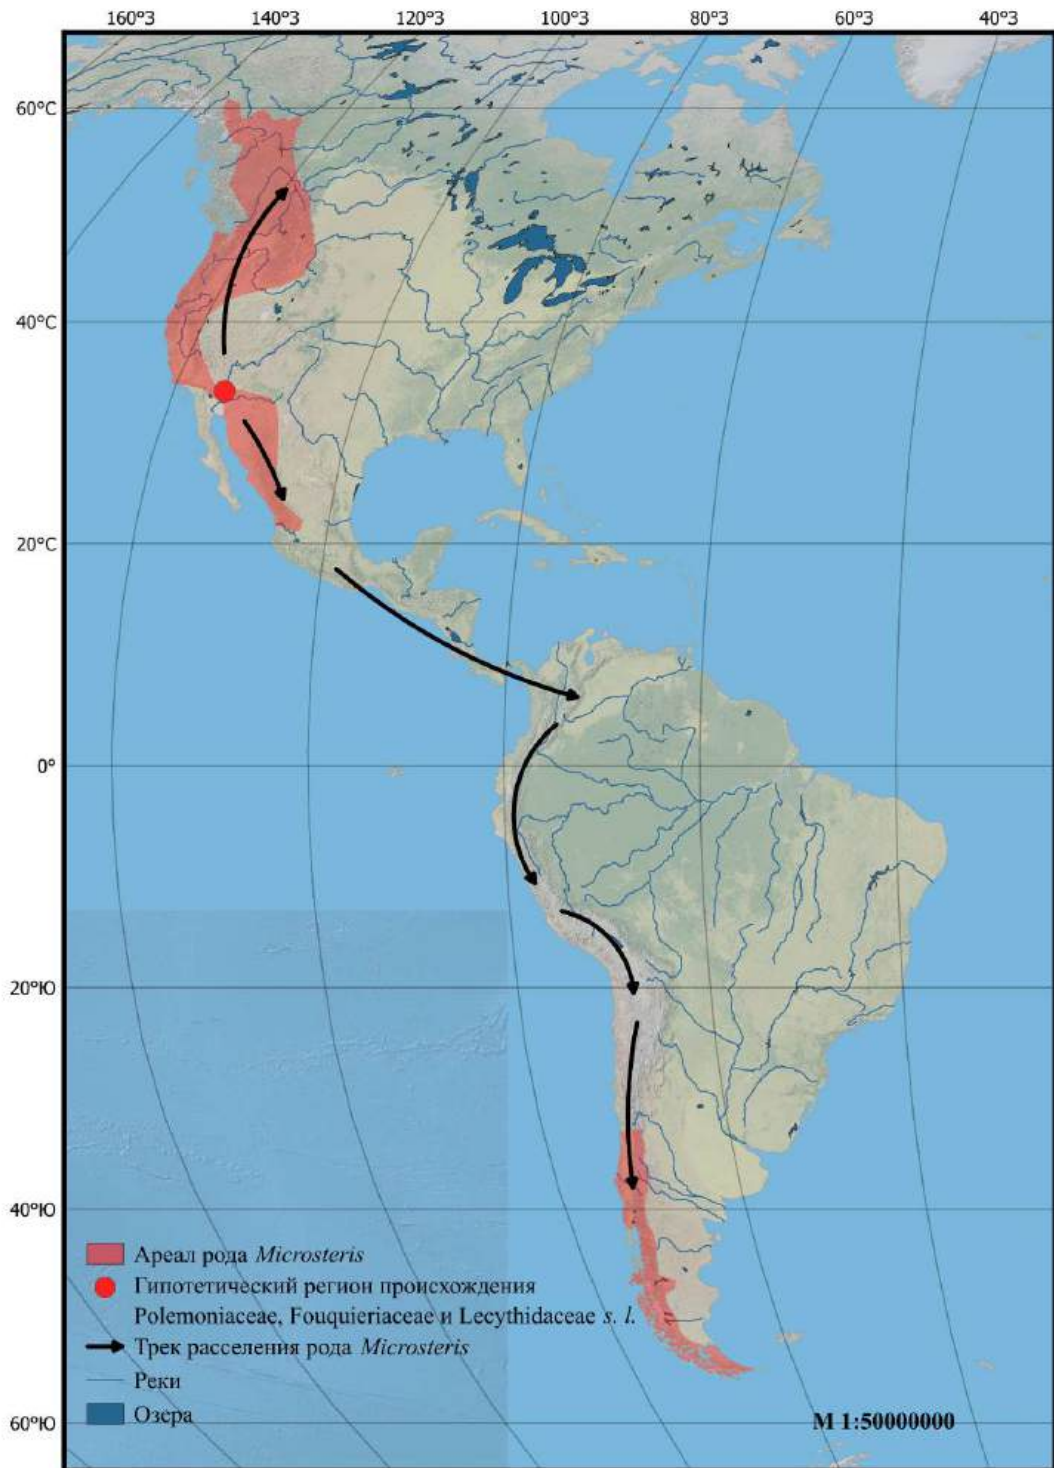 160°З 140°З 120°З 100°З 80°З 60°З 40°З
60°С
40°С
20°С
0°
20°Ю
40°Ю
Ареал рода Microsteris
Гипотетический регион происхождения
Polemoniaceae, Fouquieriaceae и Lecythidaceae s. l.
Трек расселения рода Microsteris
Реки
Озера
60°Ю
М 1:50000000